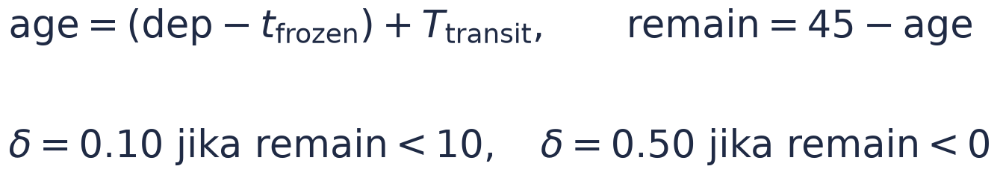 age = (dep − t_frozen) + T_transit, remain = 45 − age
δ = 0.10 jika remain < 10, δ = 0.50 jika remain < 0